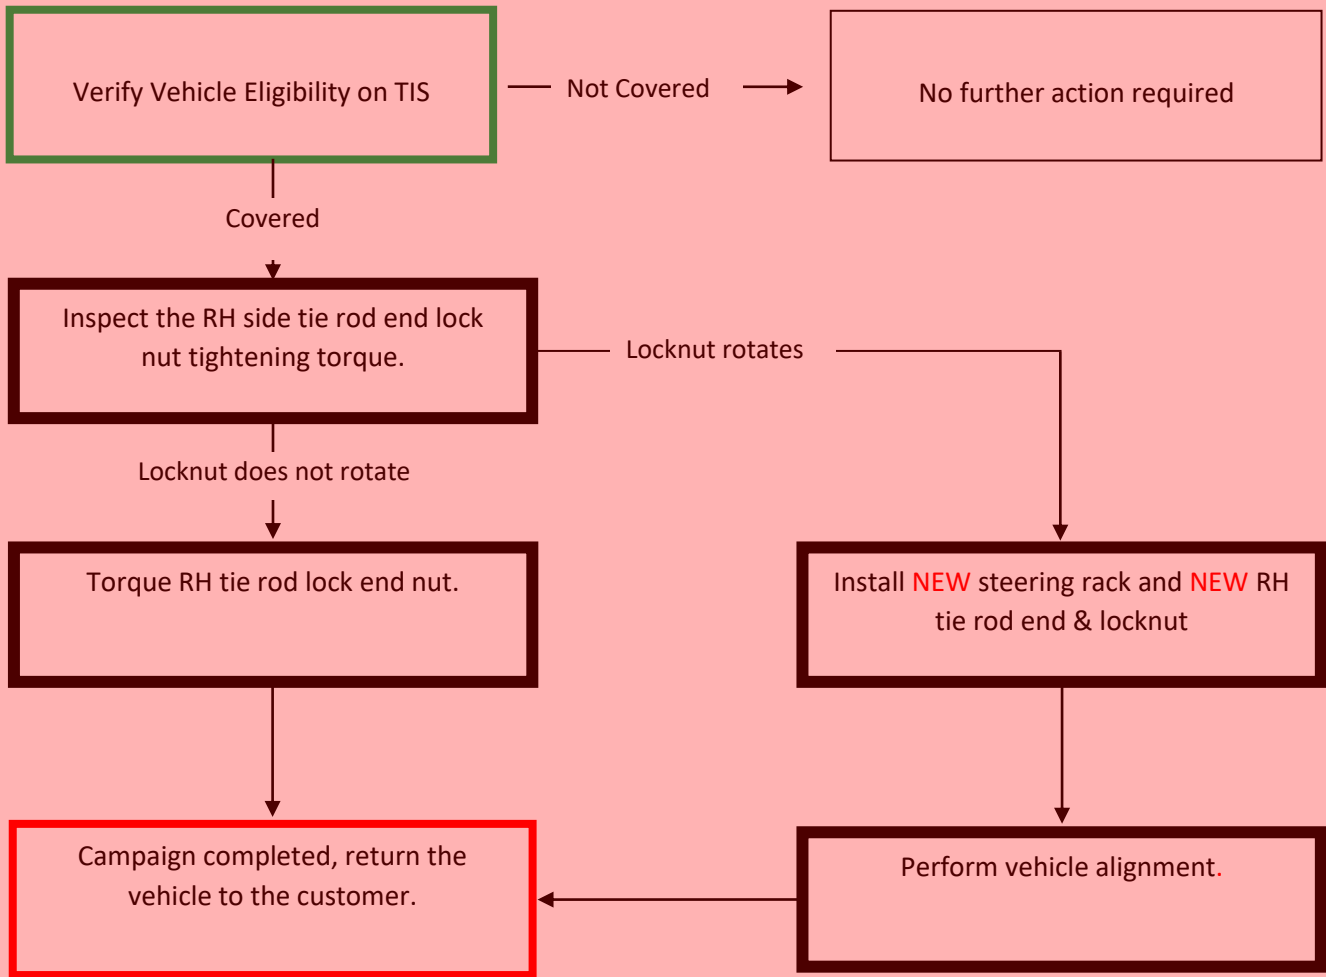 Verify Vehicle Eligibility on TIS
Not Covered
No further action required
Covered
Inspect the RH side tie rod end lock
nut tightening torque.
Locknut rotates
Locknut does not rotate
Torque RH tie rod lock end nut.
Install NEW steering rack and NEW RH
tie rod end & locknut
Campaign completed, return the
vehicle to the customer.
Perform vehicle alignment.